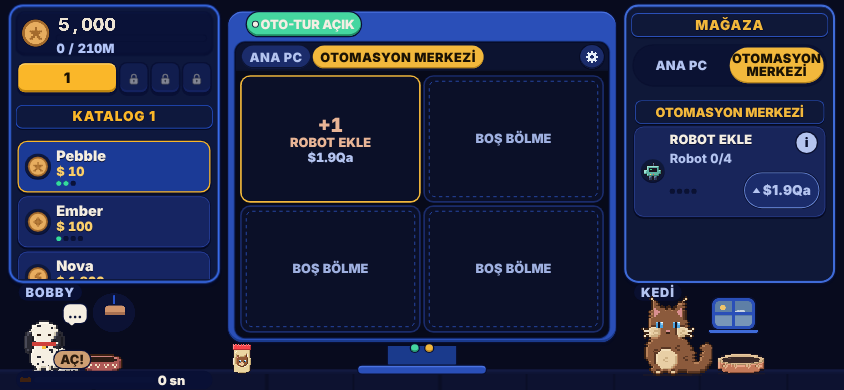 5,000
0 / 210M
1
KATALOG 1
Pebble
$ 10
Ember
$ 100
Nova
BOBBY
...
AÇ!
0 sn
OTO-TUR AÇIK
ANA PC
OTOMASYON MERKEZİ
+1
ROBOT EKLE
$1.9Qa
BOŞ BÖLME
BOŞ BÖLME
BOŞ BÖLME
MAĞAZA
ANA PC
OTOMASYON
MERKEZİ
OTOMASYON MERKEZİ
ROBOT EKLE
i
Robot 0/4
$1.9Qa
KEDİ